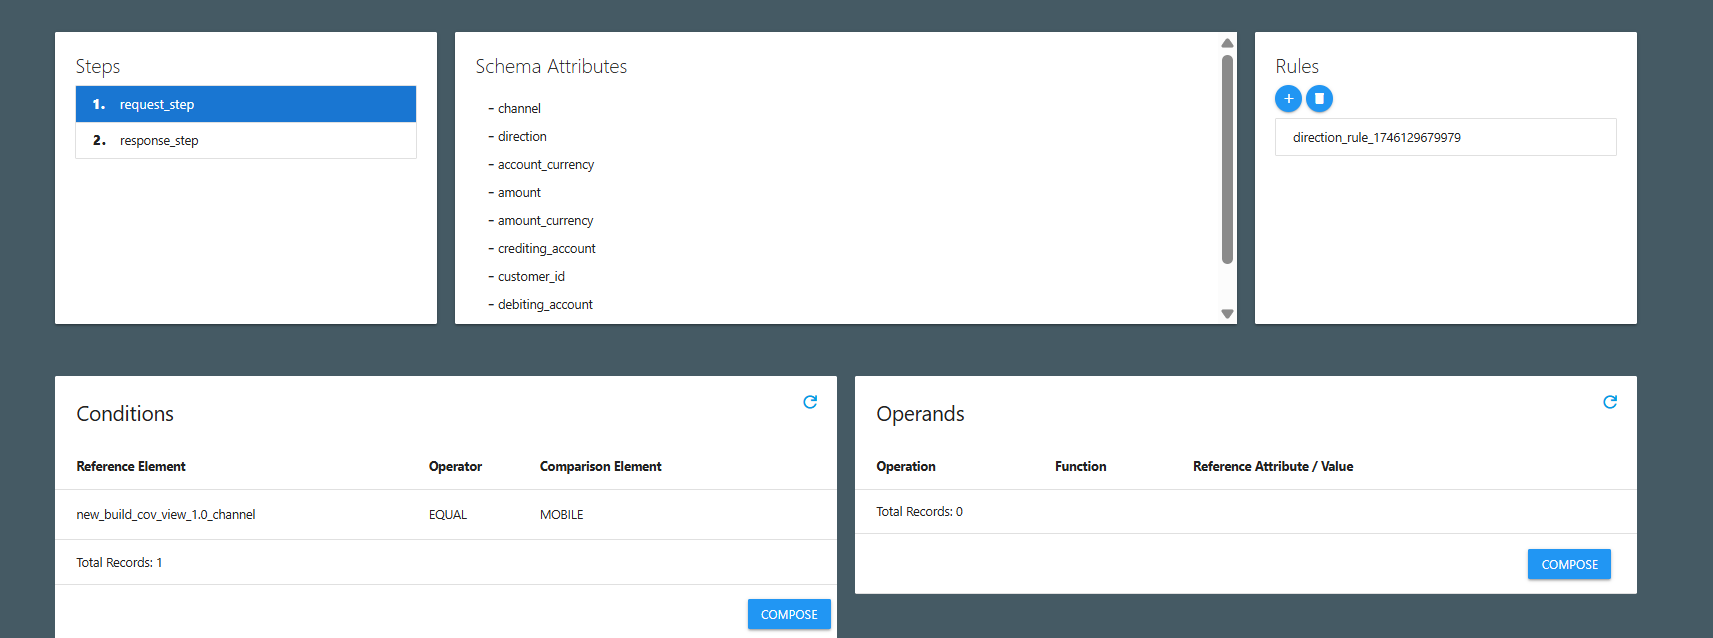 Steps
1. request_step
2. response_step
Schema Attributes
- channel
- direction
- account_currency
- amount
- amount_currency
- crediting_account
- customer_id
- debiting_account
Rules
direction_rule_1746129679979
Conditions
Reference Element Operator Comparison Element
new_build_cov_view_1.0_channel EQUAL MOBILE
Total Records: 1
COMPOSE
Operands
Operation Function Reference Attribute / Value
Total Records: 0
COMPOSE